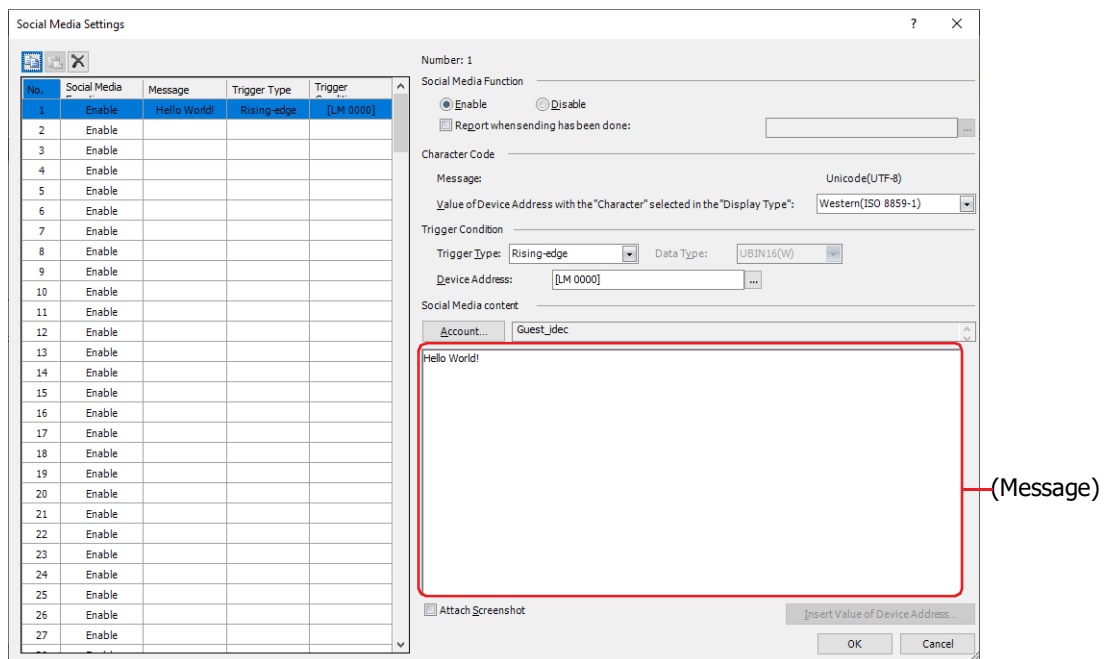 Social Media Settings ? ×
Number: 1
No. Social Media Message Trigger Type Trigger
1 Enable Hello World! Rising-edge [LM 0000]
2 Enable
3 Enable
4 Enable
5 Enable
6 Enable
7 Enable
8 Enable
9 Enable
10 Enable
11 Enable
12 Enable
13 Enable
14 Enable
15 Enable
16 Enable
17 Enable
18 Enable
19 Enable
20 Enable
21 Enable
22 Enable
23 Enable
24 Enable
25 Enable
26 Enable
27 Enable
Social Media Function
Enable Disable
Report when sending has been done: ...
Character Code
Message: Unicode(UTF-8)
Value of Device Address with the "Character" selected in the "Display Type": Western(ISO 8859-1)
Trigger Condition
Trigger Type: Rising-edge Data Type: UBIN16(W)
Device Address: [LM 0000] ...
Social Media content
Account... Guest_idec
Hello World!
(Message)
Attach Screenshot Insert Value of Device Address...
OK Cancel